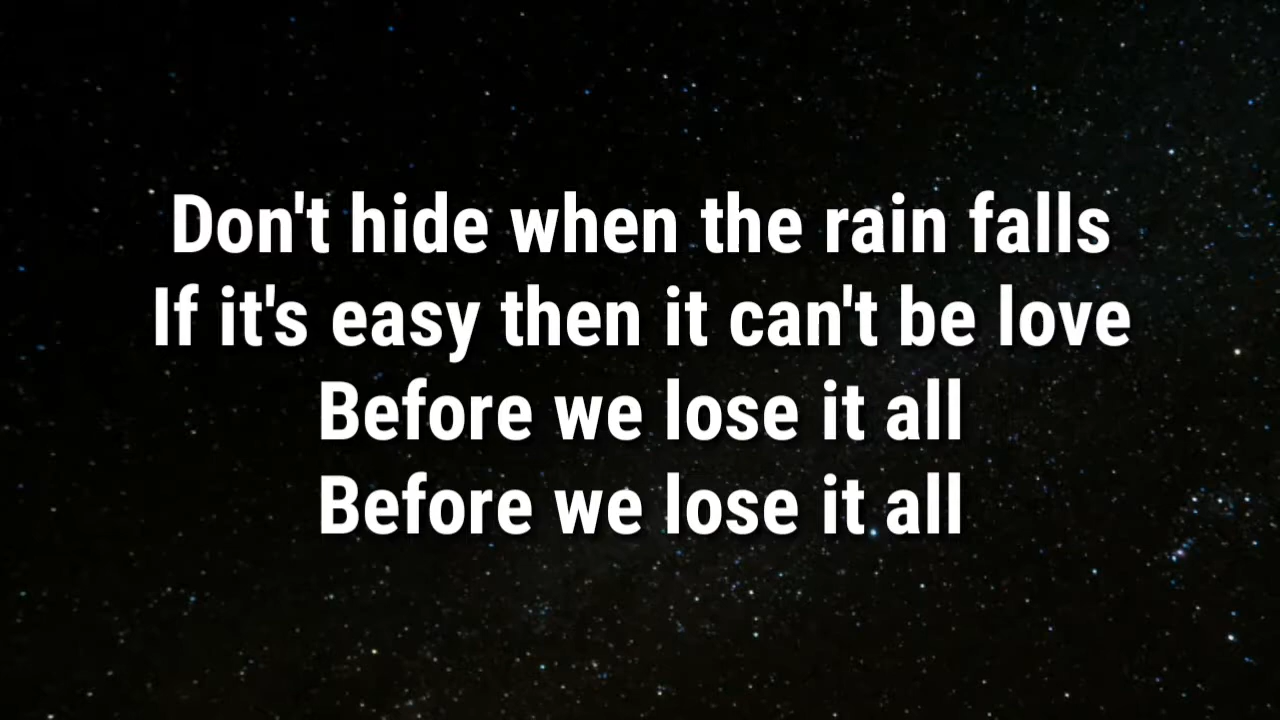 Don't hide when the rain falls
If it's easy then it can't be love
Before we lose it all
Before we lose it all